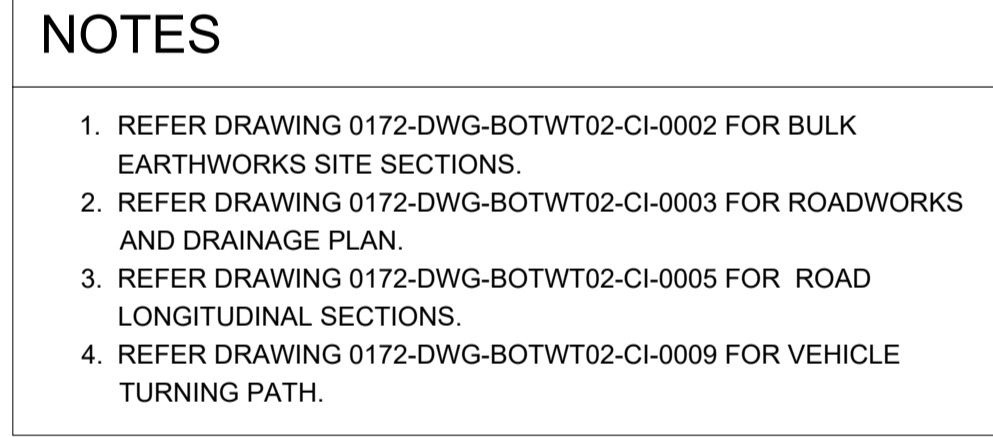 NOTES
1. REFER DRAWING 0172-DWG-BOTWT02-CI-0002 FOR BULK
EARTHWORKS SITE SECTIONS.
2. REFER DRAWING 0172-DWG-BOTWT02-CI-0003 FOR ROADWORKS
AND DRAINAGE PLAN.
3. REFER DRAWING 0172-DWG-BOTWT02-CI-0005 FOR  ROAD
LONGITUDINAL SECTIONS.
4. REFER DRAWING 0172-DWG-BOTWT02-CI-0009 FOR VEHICLE
TURNING PATH.